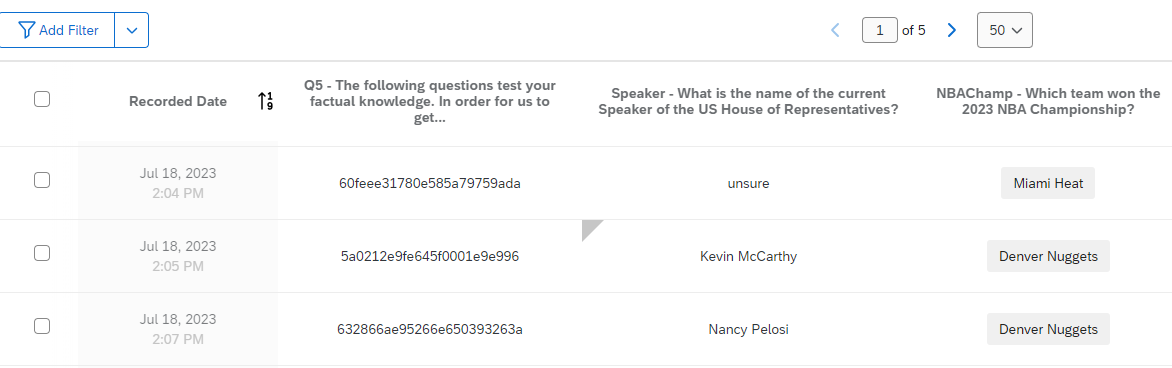 Add Filter
1 of 5
50
Recorded Date
Q5 - The following questions test your
factual knowledge. In order for us to
get...
Speaker - What is the name of the current
Speaker of the US House of Representatives?
NBAChamp - Which team won the
2023 NBA Championship?
Jul 18, 2023
2:04 PM
60feee31780e585a79759ada
unsure
Miami Heat
Jul 18, 2023
2:05 PM
5a0212e9fe645f0001e9e996
Kevin McCarthy
Denver Nuggets
Jul 18, 2023
2:07 PM
632866ae95266e650393263a
Nancy Pelosi
Denver Nuggets